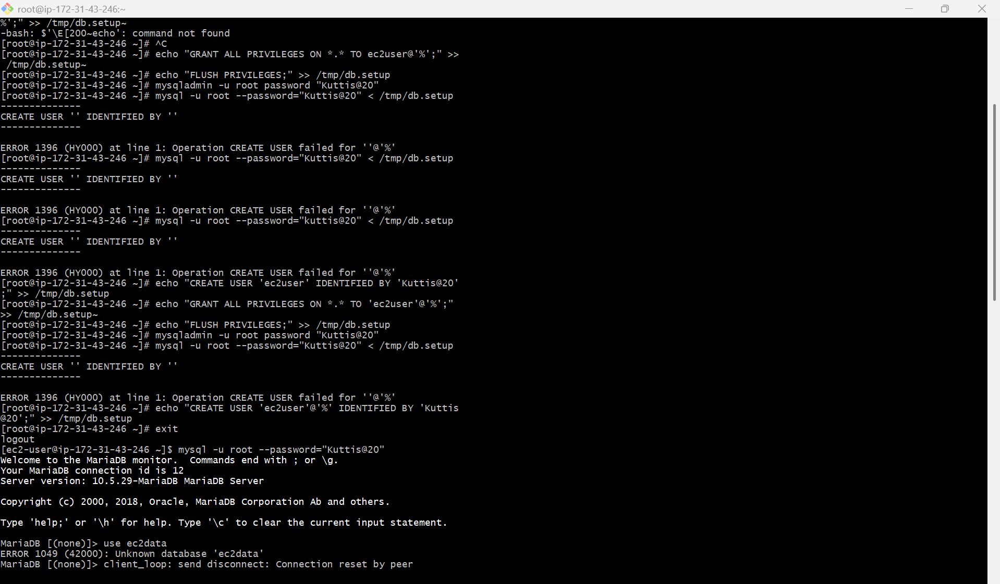 root@ip-172-31-43-246:~
%';" >> /tmp/db.setup~
-bash: $'\E[200~echo': command not found
[root@ip-172-31-43-246 ~]# ^C
[root@ip-172-31-43-246 ~]# echo "GRANT ALL PRIVILEGES ON *.* TO ec2user@'%';" >>
 /tmp/db.setup~
[root@ip-172-31-43-246 ~]# echo "FLUSH PRIVILEGES;" >> /tmp/db.setup
[root@ip-172-31-43-246 ~]# mysqladmin -u root password "Kuttis@20"
[root@ip-172-31-43-246 ~]# mysql -u root --password="Kuttis@20" < /tmp/db.setup
--------------
CREATE USER '' IDENTIFIED BY ''
--------------
ERROR 1396 (HY000) at line 1: Operation CREATE USER failed for ''@'%'
[root@ip-172-31-43-246 ~]# mysql -u root --password="Kuttis@20" < /tmp/db.setup
--------------
CREATE USER '' IDENTIFIED BY ''
--------------
ERROR 1396 (HY000) at line 1: Operation CREATE USER failed for ''@'%'
[root@ip-172-31-43-246 ~]# mysql -u root --password="kuttis@20" < /tmp/db.setup
--------------
CREATE USER '' IDENTIFIED BY ''
--------------
ERROR 1396 (HY000) at line 1: Operation CREATE USER failed for ''@'%'
[root@ip-172-31-43-246 ~]# echo "CREATE USER 'ec2user' IDENTIFIED BY 'Kuttis@20'
;" >> /tmp/db.setup
[root@ip-172-31-43-246 ~]# echo "GRANT ALL PRIVILEGES ON *.* TO 'ec2user'@'%';"
>> /tmp/db.setup~
[root@ip-172-31-43-246 ~]# echo "FLUSH PRIVILEGES;" >> /tmp/db.setup
[root@ip-172-31-43-246 ~]# mysqladmin -u root password "Kuttis@20"
[root@ip-172-31-43-246 ~]# mysql -u root --password="Kuttis@20" < /tmp/db.setup
--------------
CREATE USER '' IDENTIFIED BY ''
--------------
ERROR 1396 (HY000) at line 1: Operation CREATE USER failed for ''@'%'
[root@ip-172-31-43-246 ~]# echo "CREATE USER 'ec2user'@'%' IDENTIFIED BY 'Kuttis
@20';" >> /tmp/db.setup
[root@ip-172-31-43-246 ~]# exit
logout
[ec2-user@ip-172-31-43-246 ~]$ mysql -u root --password="Kuttis@20"
Welcome to the MariaDB monitor.  Commands end with ; or \g.
Your MariaDB connection id is 12
Server version: 10.5.29-MariaDB MariaDB Server
Copyright (c) 2000, 2018, Oracle, MariaDB Corporation Ab and others.
Type 'help;' or '\h' for help. Type '\c' to clear the current input statement.
MariaDB [(none)]> use ec2data
ERROR 1049 (42000): Unknown database 'ec2data'
MariaDB [(none)]> client_loop: send disconnect: Connection reset by peer